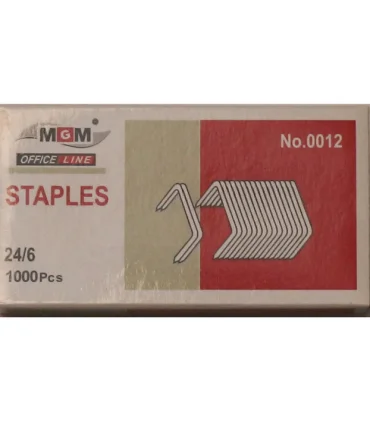 MGM
OFFICE LINE
No.0012
STAPLES
24/6
1000Pcs